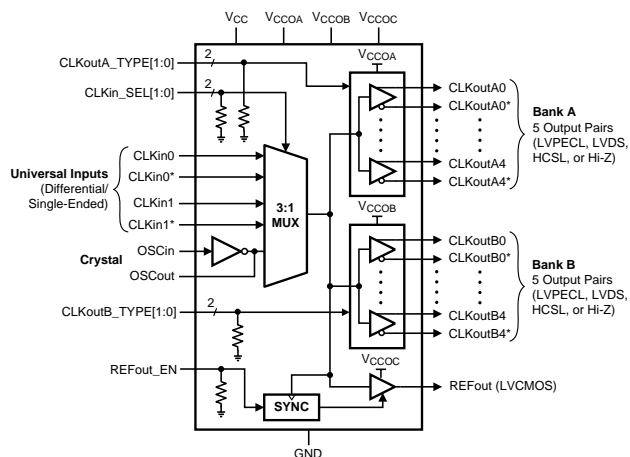 VCC VCCOA VCCOB VCCOC
CLKoutA_TYPE[1:0]
2
CLKin_SEL[1:0]
2
VCCOA
CLKoutA0
CLKoutA0*
CLKoutA4
CLKoutA4*
Bank A
5 Output Pairs
(LVPECL, LVDS,
HCSL, or Hi-Z)
Universal Inputs
(Differential/
Single-Ended)
CLKin0
CLKin0*
CLKin1
CLKin1*
3:1
MUX
Crystal
OSCin
OSCout
VCCOB
CLKoutB0
CLKoutB0*
CLKoutB4
CLKoutB4*
Bank B
5 Output Pairs
(LVPECL, LVDS,
HCSL, or Hi-Z)
CLKoutB_TYPE[1:0]
2
REFout_EN
SYNC
VCCOC
REFout (LVCMOS)
GND